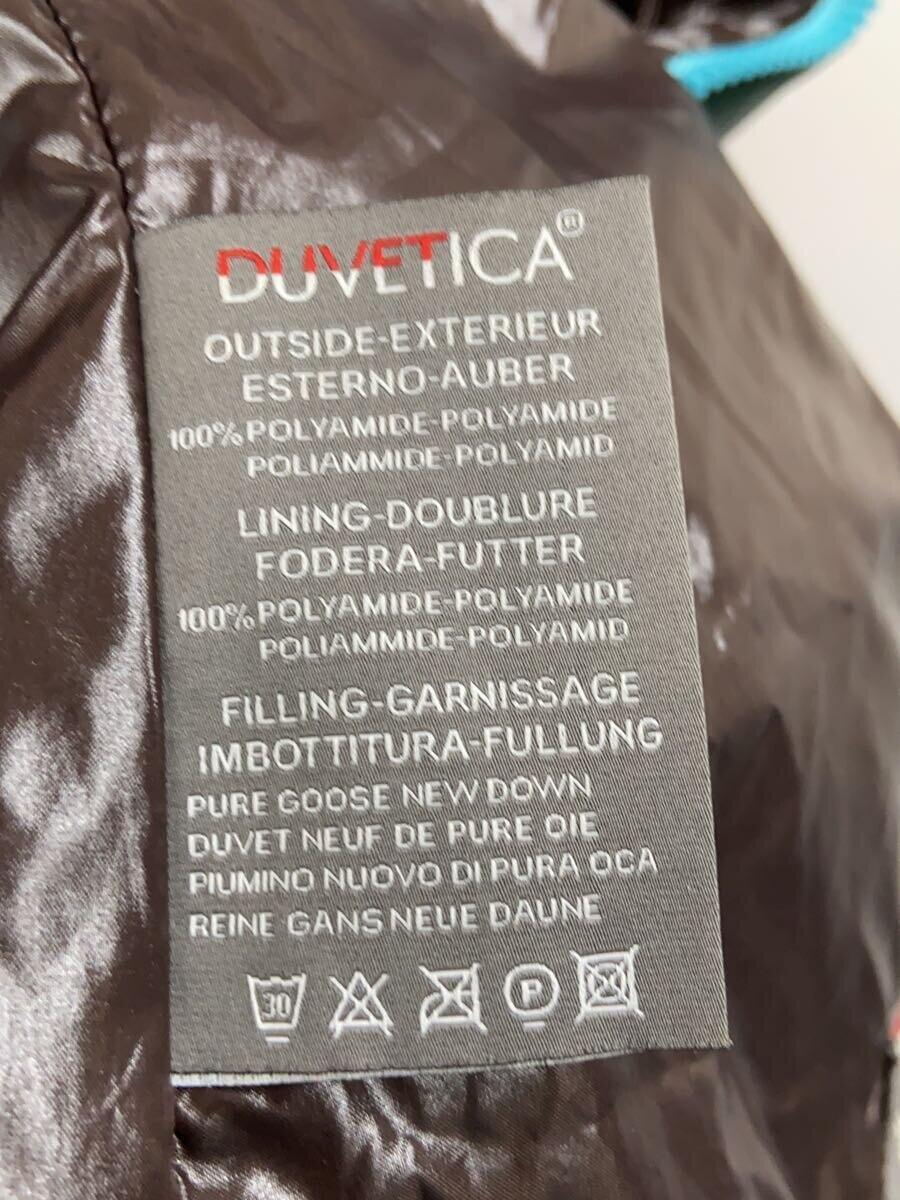 DUVETICA®
OUTSIDE-EXTERIEUR
ESTERNO-AUBER
100% POLYAMIDE-POLYAMIDE
POLIAMMIDE-POLYAMID
LINING-DOUBLURE
FODERA-FUTTER
100% POLYAMIDE-POLYAMIDE
POLIAMMIDE-POLYAMID
FILLING-GARNISSAGE
IMBOTTITURA-FULLUNG
PURE GOOSE NEW DOWN
DUVET NEUF DE PURE OIE
PIUMINO NUOVO DI PURA OCA
REINE GANS NEUE DAUNE
30 P